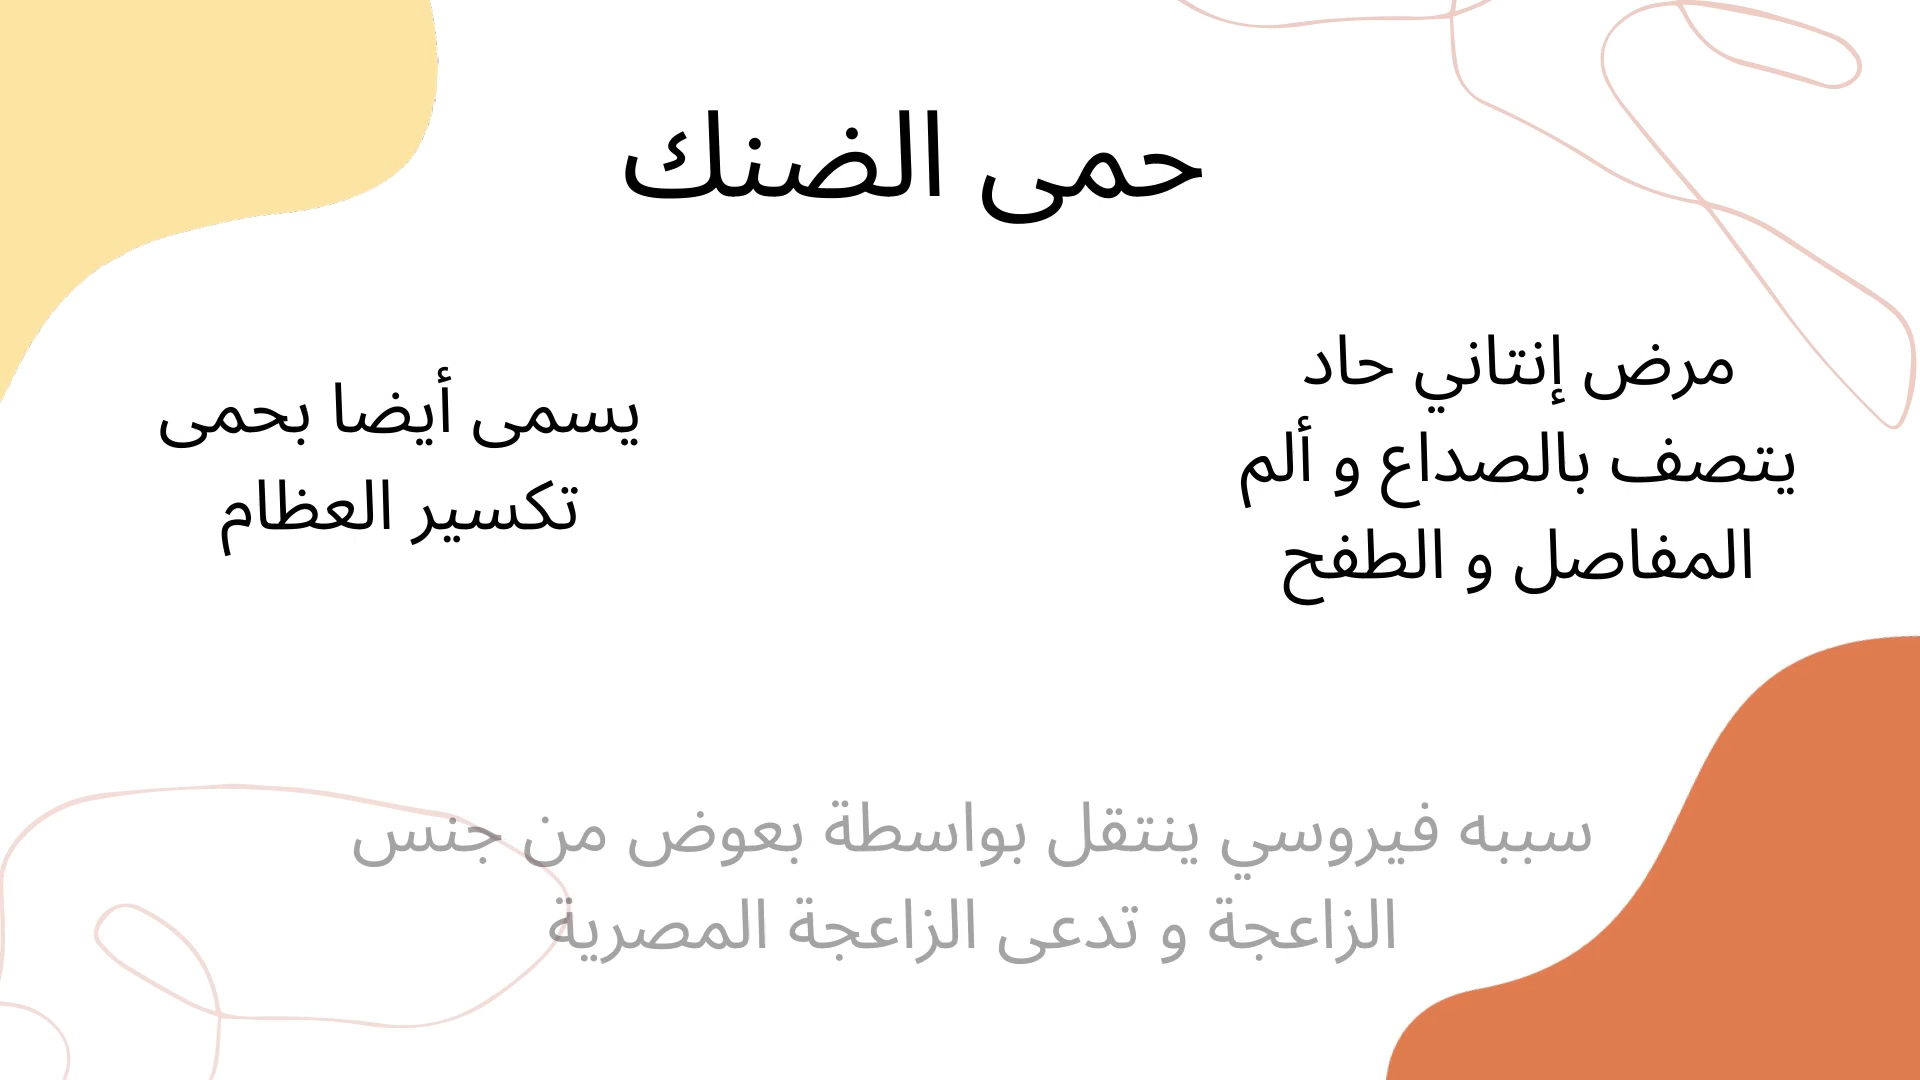 حمى الضنك
مرض إنتاني حاد
يتصف بالصداع و ألم
المفاصل و الطفح
يسمى أيضا بحمى
تكسير العظام
سببه فيروسي ينتقل بواسطة بعوض من جنس
الزاعجة و تدعى الزاعجة المصرية